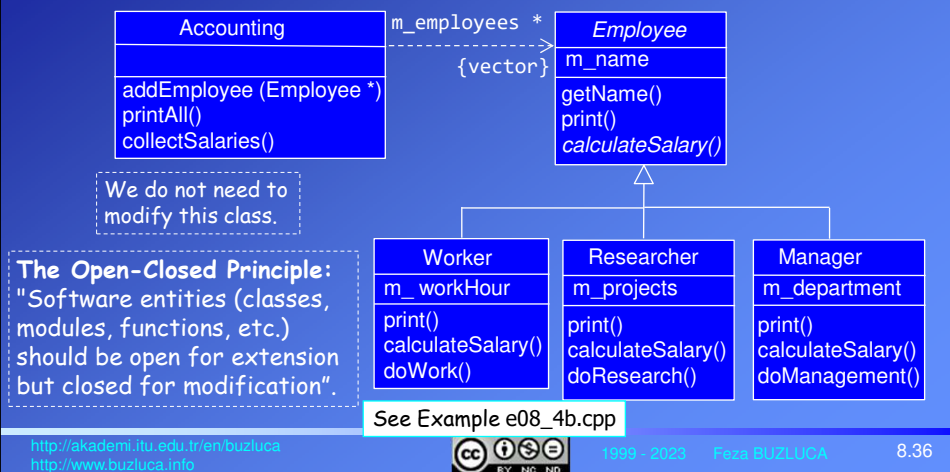 Accounting
addEmployee (Employee *)
printAll()
collectSalaries()
m_employees *
{vector}
Employee
m_name
getName()
print()
calculateSalary()
We do not need to
modify this class.
The Open-Closed Principle:
"Software entities (classes,
modules, functions, etc.)
should be open for extension
but closed for modification”.
Worker
m_ workHour
print()
calculateSalary()
doWork()
Researcher
m_projects
print()
calculateSalary()
doResearch()
Manager
m_department
print()
calculateSalary()
doManagement()
See Example e08_4b.cpp
http://akademi.itu.edu.tr/en/buzluca
http://www.buzluca.info
cc
BY NC ND
1999 - 2023 Feza BUZLUCA
8.36